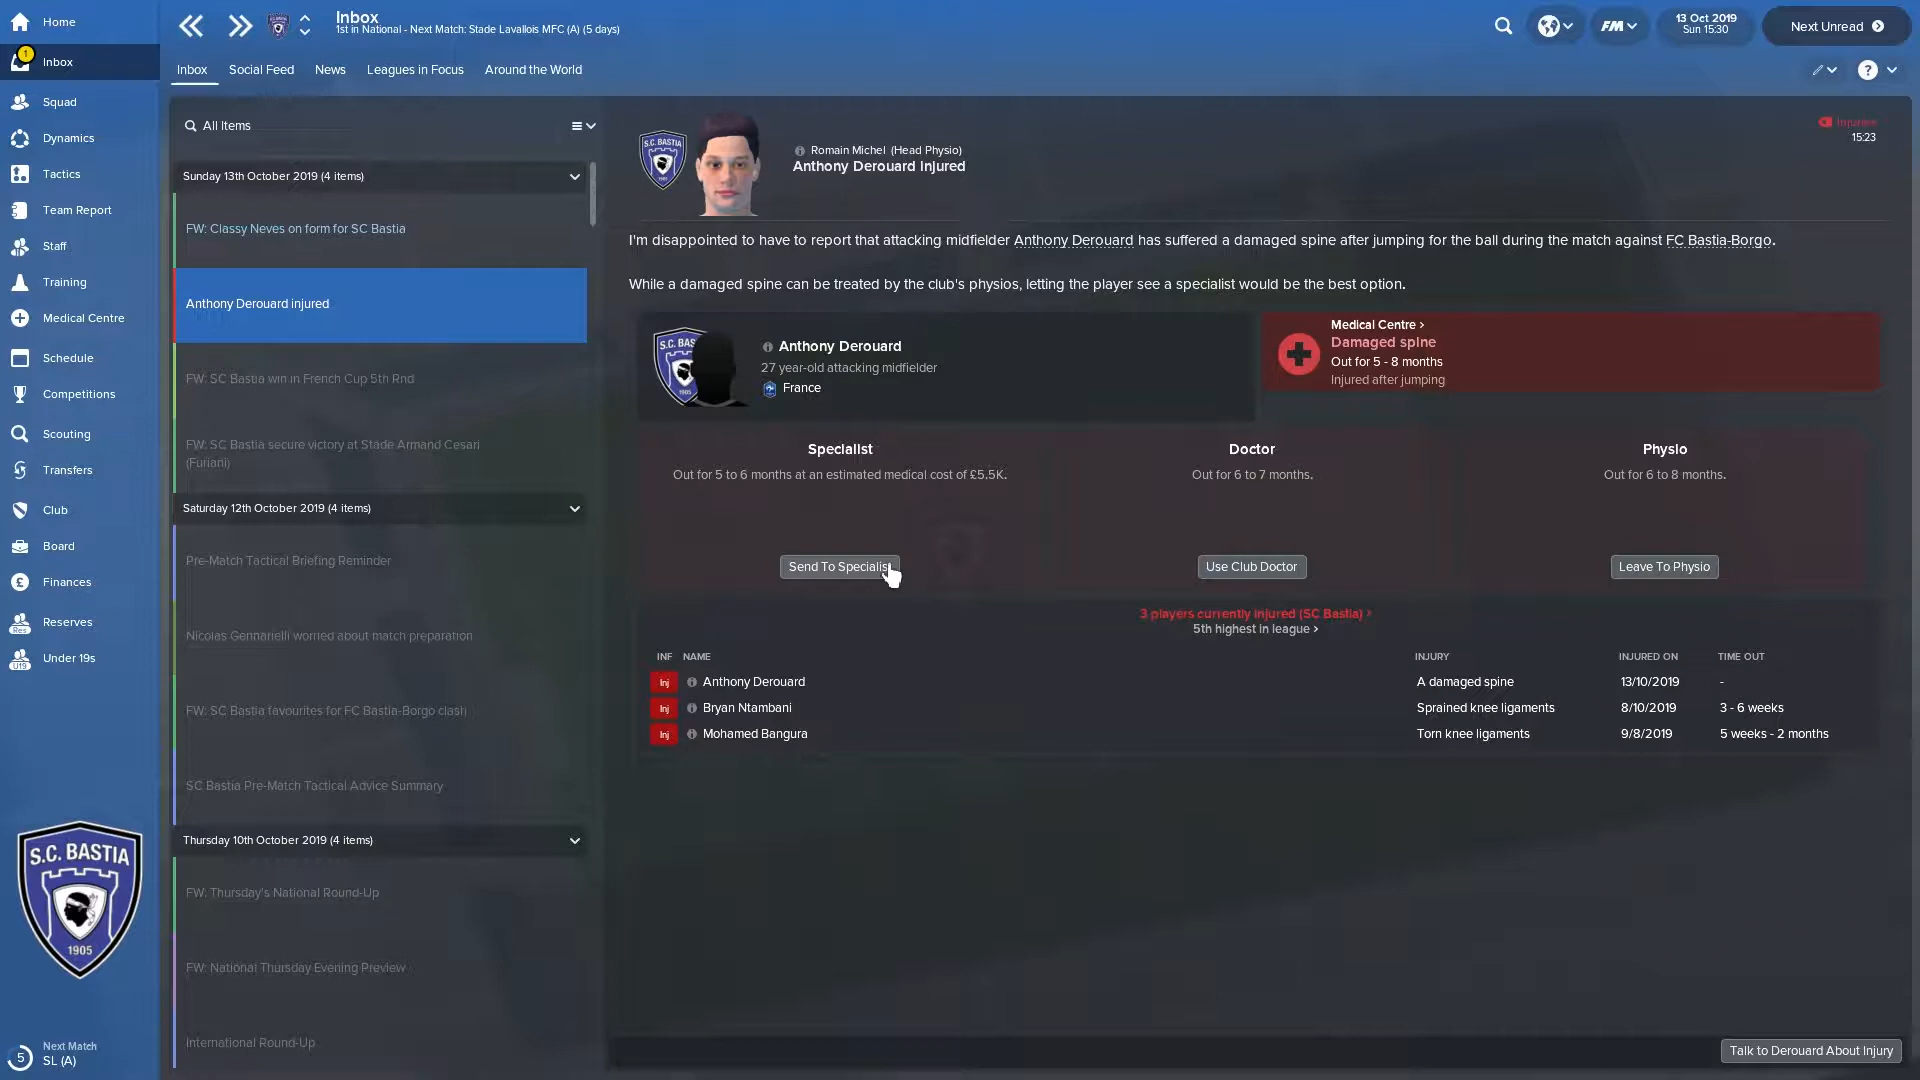 Home
1
Inbox
Squad
Dynamics
Tactics
Team Report
Staff
Training
Medical Centre
Schedule
Competitions
Scouting
Transfers
Club
Board
Finances
Res
Reserves
U19
Under 19s
S.C. BASTIA
1905
5
Next Match
SL (A)
Inbox
1st in National - Next Match: Stade Lavallois MFC (A) (5 days)
FM
13 Oct 2019
Sun 15:30
Next Unread
Inbox
Social Feed
News
Leagues in Focus
Around the World
?
All Items
Sunday 13th October 2019 (4 items)
FW: Classy Neves on form for SC Bastia
Anthony Derouard injured
FW: SC Bastia win in French Cup 5th Rnd
FW: SC Bastia secure victory at Stade Armand Cesari
(Furiani)
Saturday 12th October 2019 (4 items)
Pre-Match Tactical Briefing Reminder
Nicolas Gennarielli worried about match preparation
FW: SC Bastia favourites for FC Bastia-Borgo clash
SC Bastia Pre-Match Tactical Advice Summary
Thursday 10th October 2019 (4 items)
FW: Thursday's National Round-Up
FW: National Thursday Evening Preview
International Round-Up
S.C. BASTIA
1905
Romain Michel (Head Physio)
Anthony Derouard Injured
Injuries
15:23
I'm disappointed to have to report that attacking midfielder Anthony Derouard has suffered a damaged spine after jumping for the ball during the match against FC Bastia-Borgo.
While a damaged spine can be treated by the club's physios, letting the player see a specialist would be the best option.
S.C. BAS
Anthony Derouard
27 year-old attacking midfielder
France
Medical Centre >
Damaged spine
Out for 5 - 8 months
Injured after jumping
Specialist
Out for 5 to 6 months at an estimated medical cost of £5.5K.
Send To Specialis
Doctor
Out for 6 to 7 months.
Use Club Doctor
Physio
Out for 6 to 8 months.
Leave To Physio
3 players currently injured (SC Bastia) >
5th highest in league >
INF NAME INJURY INJURED ON TIME OUT
Inj Anthony Derouard A damaged spine 13/10/2019 -
Inj Bryan Ntambani Sprained knee ligaments 8/10/2019 3 - 6 weeks
Inj Mohamed Bangura Torn knee ligaments 9/8/2019 5 weeks - 2 months
Talk to Derouard About Injury